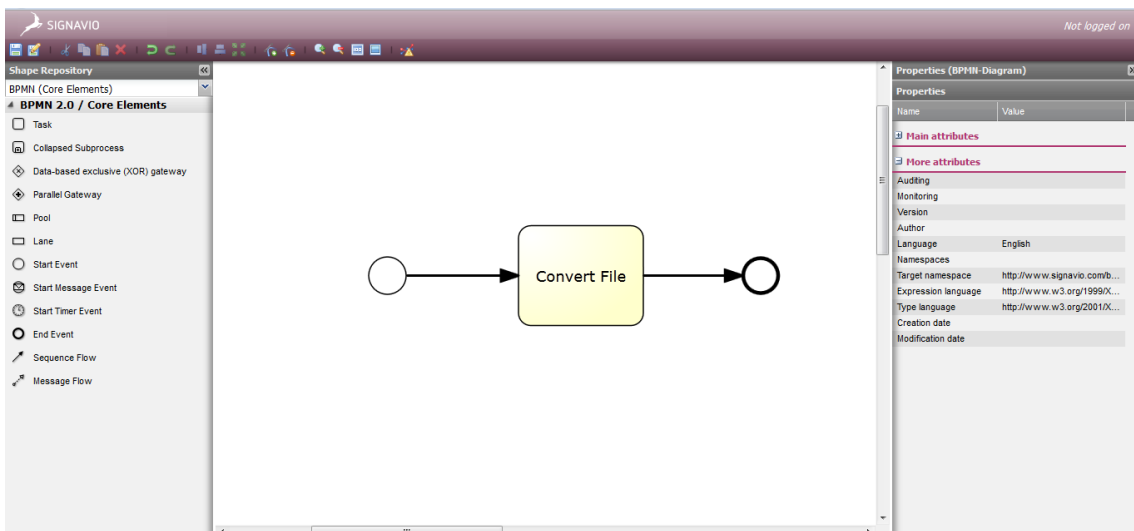 SIGNAVIO
Not logged on
Shape Repository
BPMN (Core Elements)
BPMN 2.0 / Core Elements
Task
Collapsed Subprocess
Data-based exclusive (XOR) gateway
Parallel Gateway
Pool
Lane
Start Event
Start Message Event
Start Timer Event
End Event
Sequence Flow
Message Flow
Convert File
Properties (BPMN-Diagram)
Properties
Name Value
Main attributes
More attributes
Auditing
Monitoring
Version
Author
Language English
Namespaces
Target namespace http://www.signavio.com/b...
Expression language http://www.w3.org/1999/X...
Type language http://www.w3.org/2001/X...
Creation date
Modification date